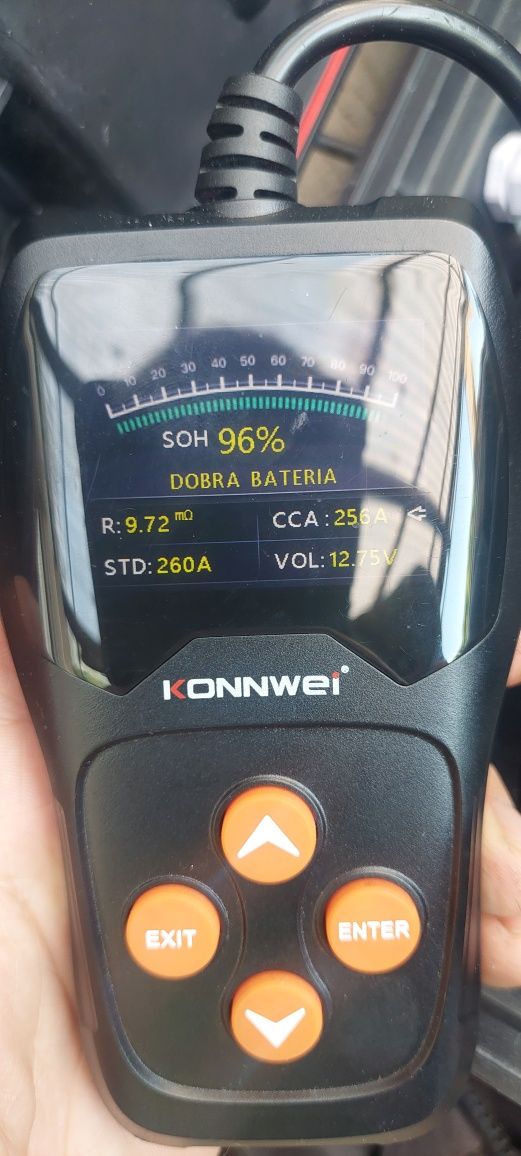 0 10 20 30 40 50 60 70 80 90 100
SOH 96%
DOBRA BATERIA
R: 9.72 mΩ CCA : 256A
STD: 260A VOL: 12.75V
KONNWEI®
EXIT ENTER